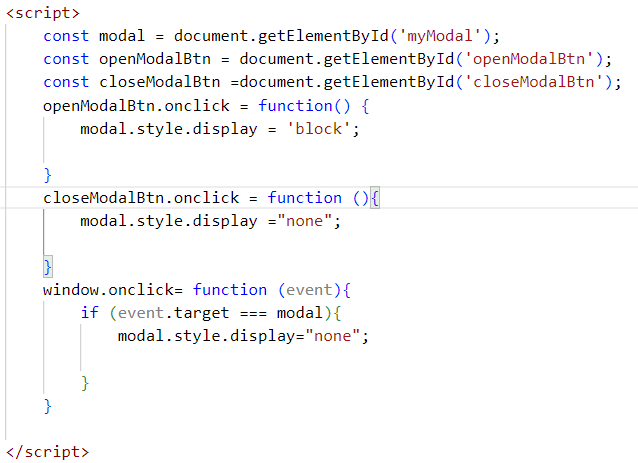 <script>
const modal = document.getElementById('myModal');
const openModalBtn = document.getElementById('openModalBtn');
const closeModalBtn =document.getElementById('closeModalBtn');
openModalBtn.onclick = function() {
modal.style.display = 'block';
}
closeModalBtn.onclick = function (){
modal.style.display ="none";
}
window.onclick= function (event){
if (event.target === modal){
modal.style.display="none";
}
}
</script>